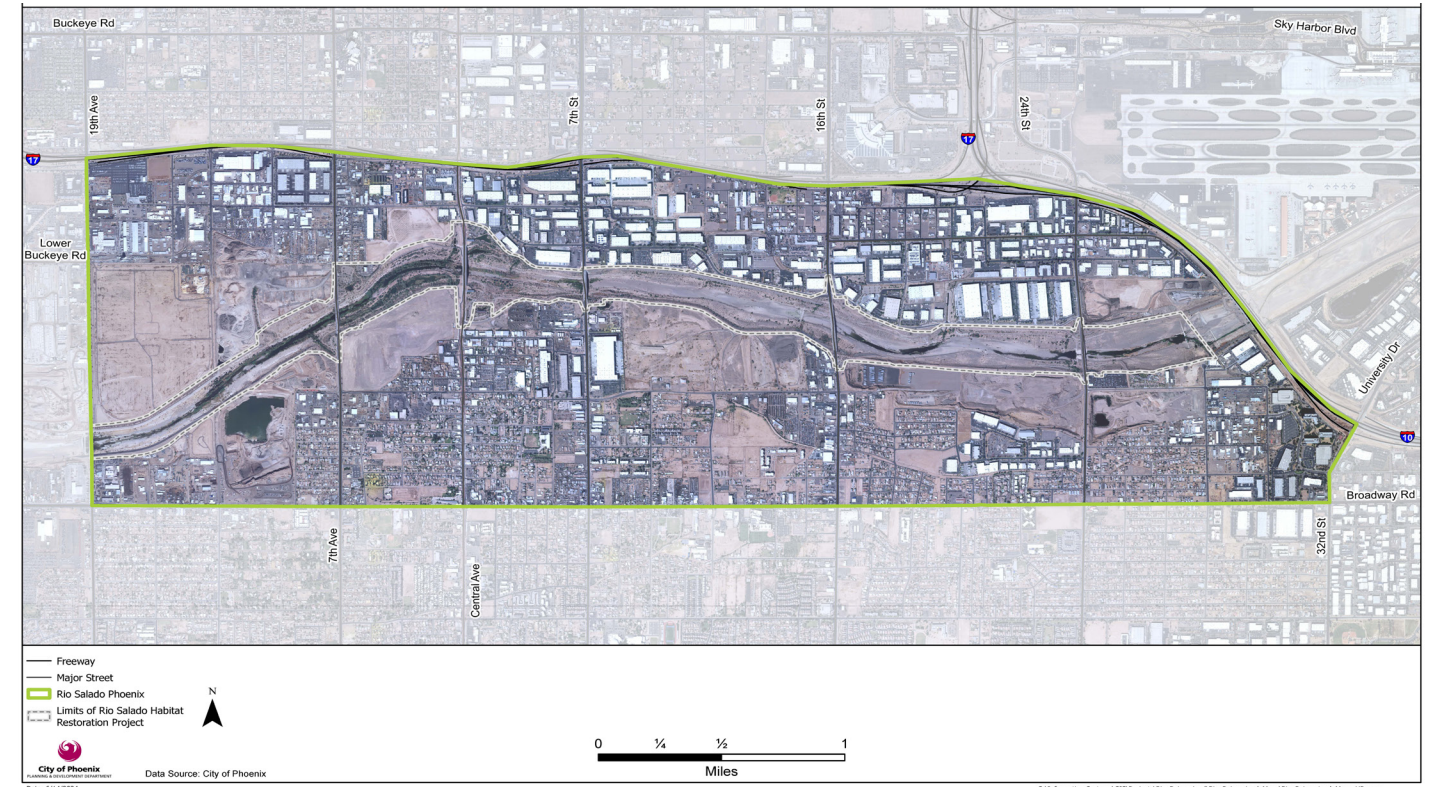 Buckeye Rd
Sky Harbor Blvd
19th Ave
7th St
16th St
24th St
17
17
Lower
Buckeye Rd
University Dr
10
Broadway Rd
7th Ave
Central Ave
32nd St
Freeway
Major Street
Rio Salado Phoenix
Limits of Rio Salado Habitat
Restoration Project
N
0 ¼ ½ 1
Miles
City of Phoenix
PLANNING & DEVELOPMENT DEPARTMENT
Data Source: City of Phoenix